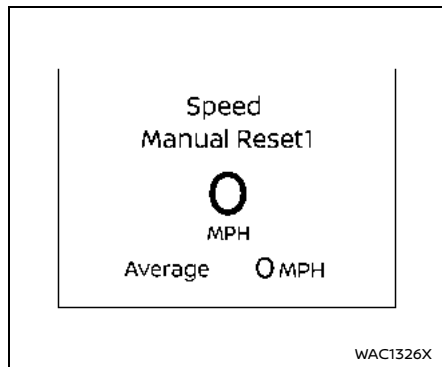 Speed
Manual Reset1
0
MPH
Average 0 MPH
WAC1326X